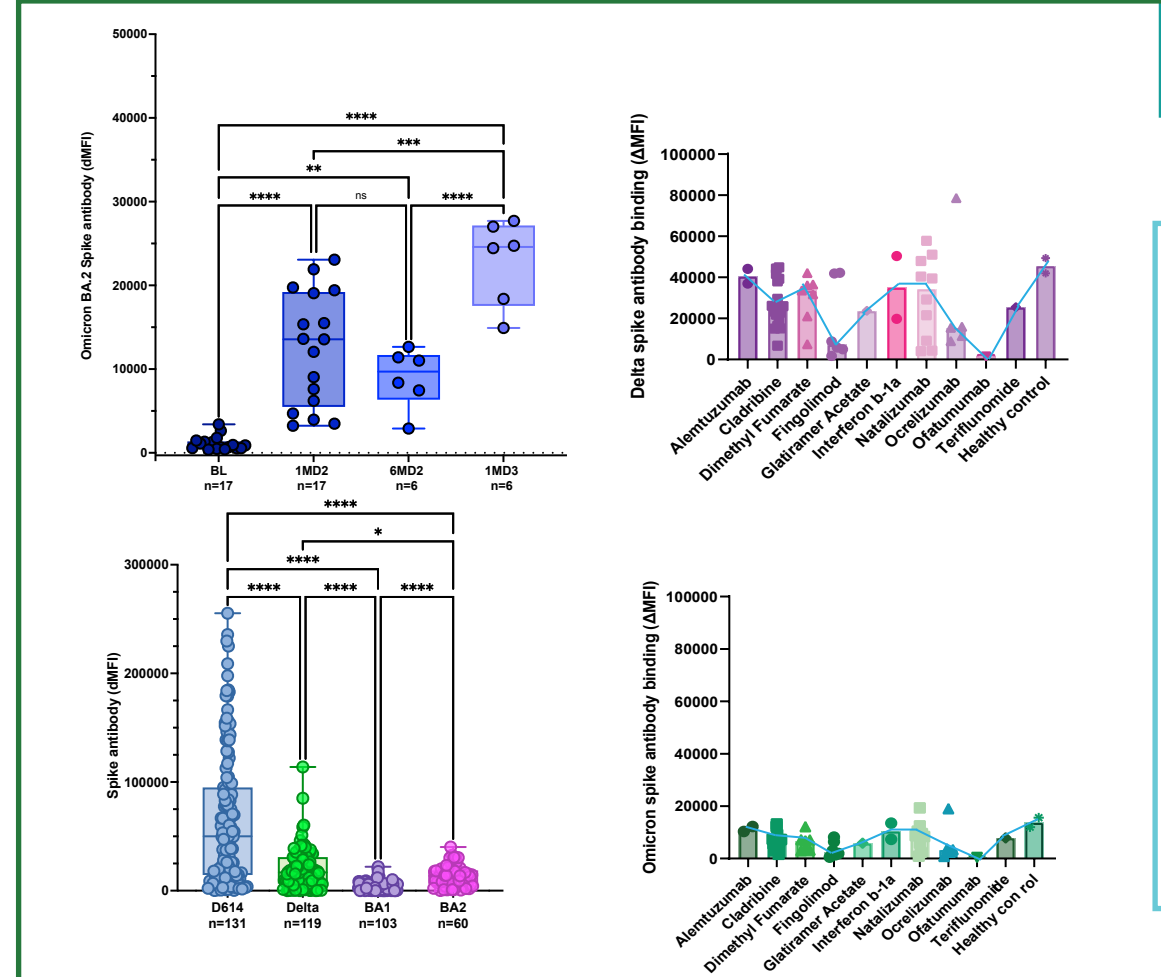 50000
40000
30000
20000
10000
0
Omicron BA.2 Spike antibody (dMFI)
****
***
**
****
ns
****
BL
n=17
1MD2
n=17
6MD2
n=6
1MD3
n=6
Delta spike antibody binding (ΔMFI)
100000
80000
60000
40000
20000
0
Alemtuzumab
Cladribine
Dimethyl Fumarate
Fingolimod
Glatiramer Acetate
Interferon b-1a
Natalizumab
Ocrelizumab
Ofatumumab
Teriflunomide
Healthy control
****
*
****
****
****
****
Spike antibody (dMFI)
300000
200000
100000
0
D614
n=131
Delta
n=119
BA1
n=103
BA2
n=60
Omicron spike antibody binding (ΔMFI)
100000
80000
60000
40000
20000
0
Alemtuzumab
Cladribine
Dimethyl Fumarate
Fingolimod
Glatiramer Acetate
Interferon b-1a
Natalizumab
Ocrelizumab
Ofatumumab
Teriflunomide
Healthy con rol